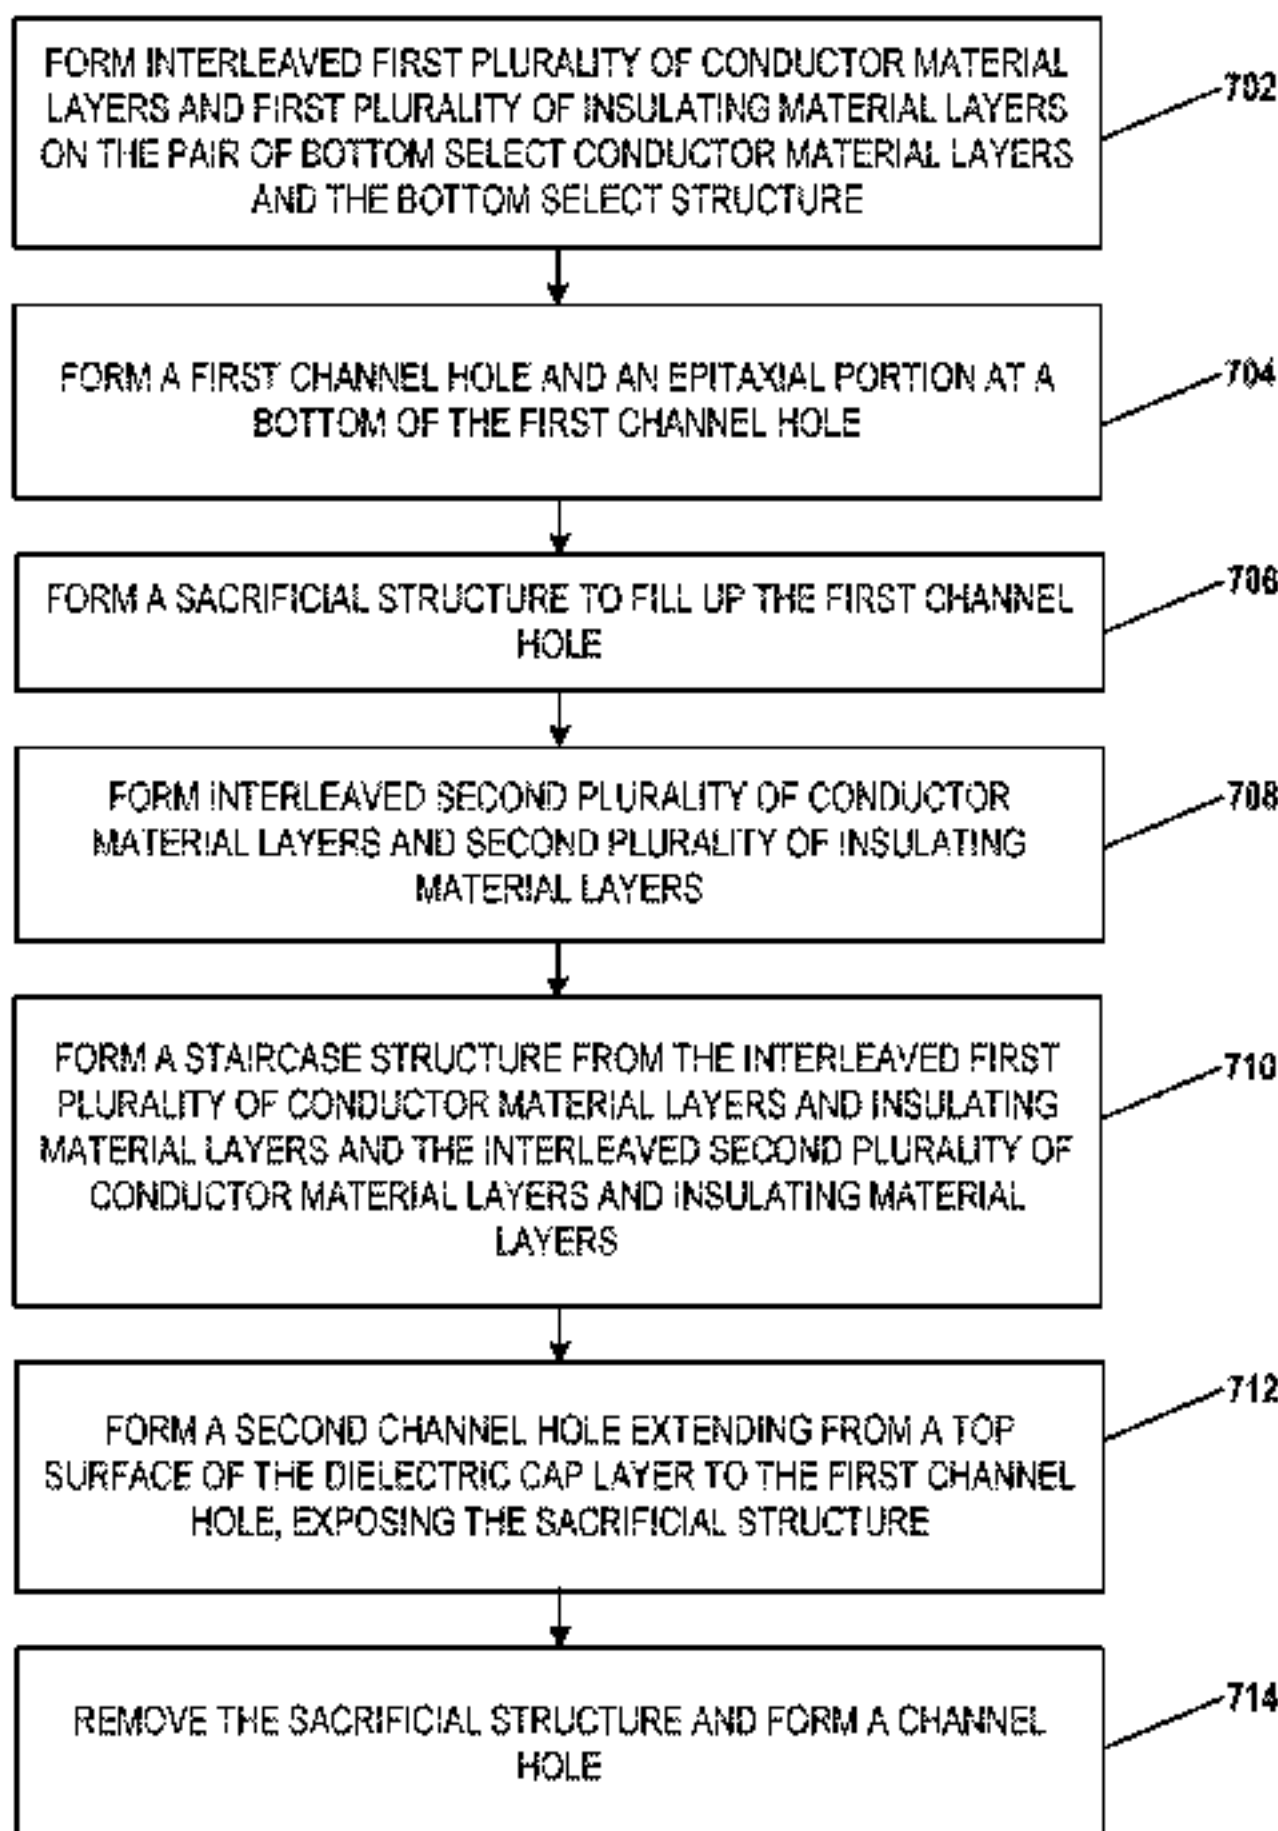 FORM INTERLEAVED FIRST PLURALITY OF CONDUCTOR MATERIAL
LAYERS AND FIRST PLURALITY OF INSULATING MATERIAL LAYERS
ON THE PAIR OF BOTTOM SELECT CONDUCTOR MATERIAL LAYERS
AND THE BOTTOM SELECT STRUCTURE
702
FORM A FIRST CHANNEL HOLE AND AN EPITAXIAL PORTION AT A
BOTTOM OF THE FIRST CHANNEL HOLE
704
FORM A SACRIFICIAL STRUCTURE TO FILL UP THE FIRST CHANNEL
HOLE
706
FORM INTERLEAVED SECOND PLURALITY OF CONDUCTOR
MATERIAL LAYERS AND SECOND PLURALITY OF INSULATING
MATERIAL LAYERS
708
FORM A STAIRCASE STRUCTURE FROM THE INTERLEAVED FIRST
PLURALITY OF CONDUCTOR MATERIAL LAYERS AND INSULATING
MATERIAL LAYERS AND THE INTERLEAVED SECOND PLURALITY OF
CONDUCTOR MATERIAL LAYERS AND INSULATING MATERIAL
LAYERS
710
FORM A SECOND CHANNEL HOLE EXTENDING FROM A TOP
SURFACE OF THE DIELECTRIC CAP LAYER TO THE FIRST CHANNEL
HOLE, EXPOSING THE SACRIFICIAL STRUCTURE
712
REMOVE THE SACRIFICIAL STRUCTURE AND FORM A CHANNEL
HOLE
714